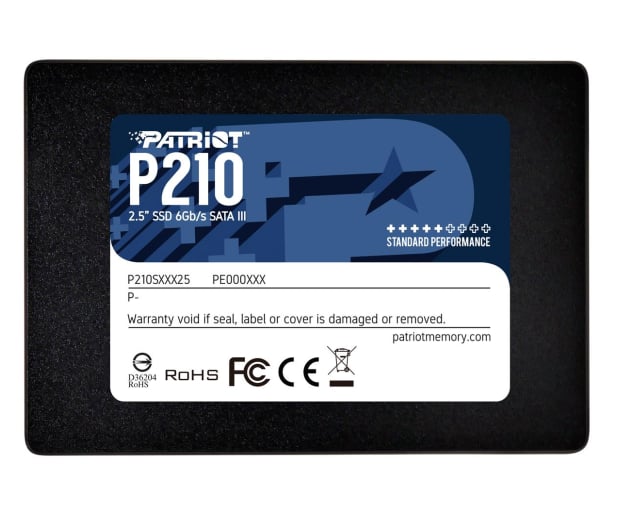 PATRIOT™
P210
2.5" SSD 6Gb/s SATA III
STANDARD PERFORMANCE
P210SXXX25 PE000XXX
P-
Warranty void if seal, label or cover is damaged or removed.
patriotmemory.com
D36204
RoHS
RoHS
FC CE